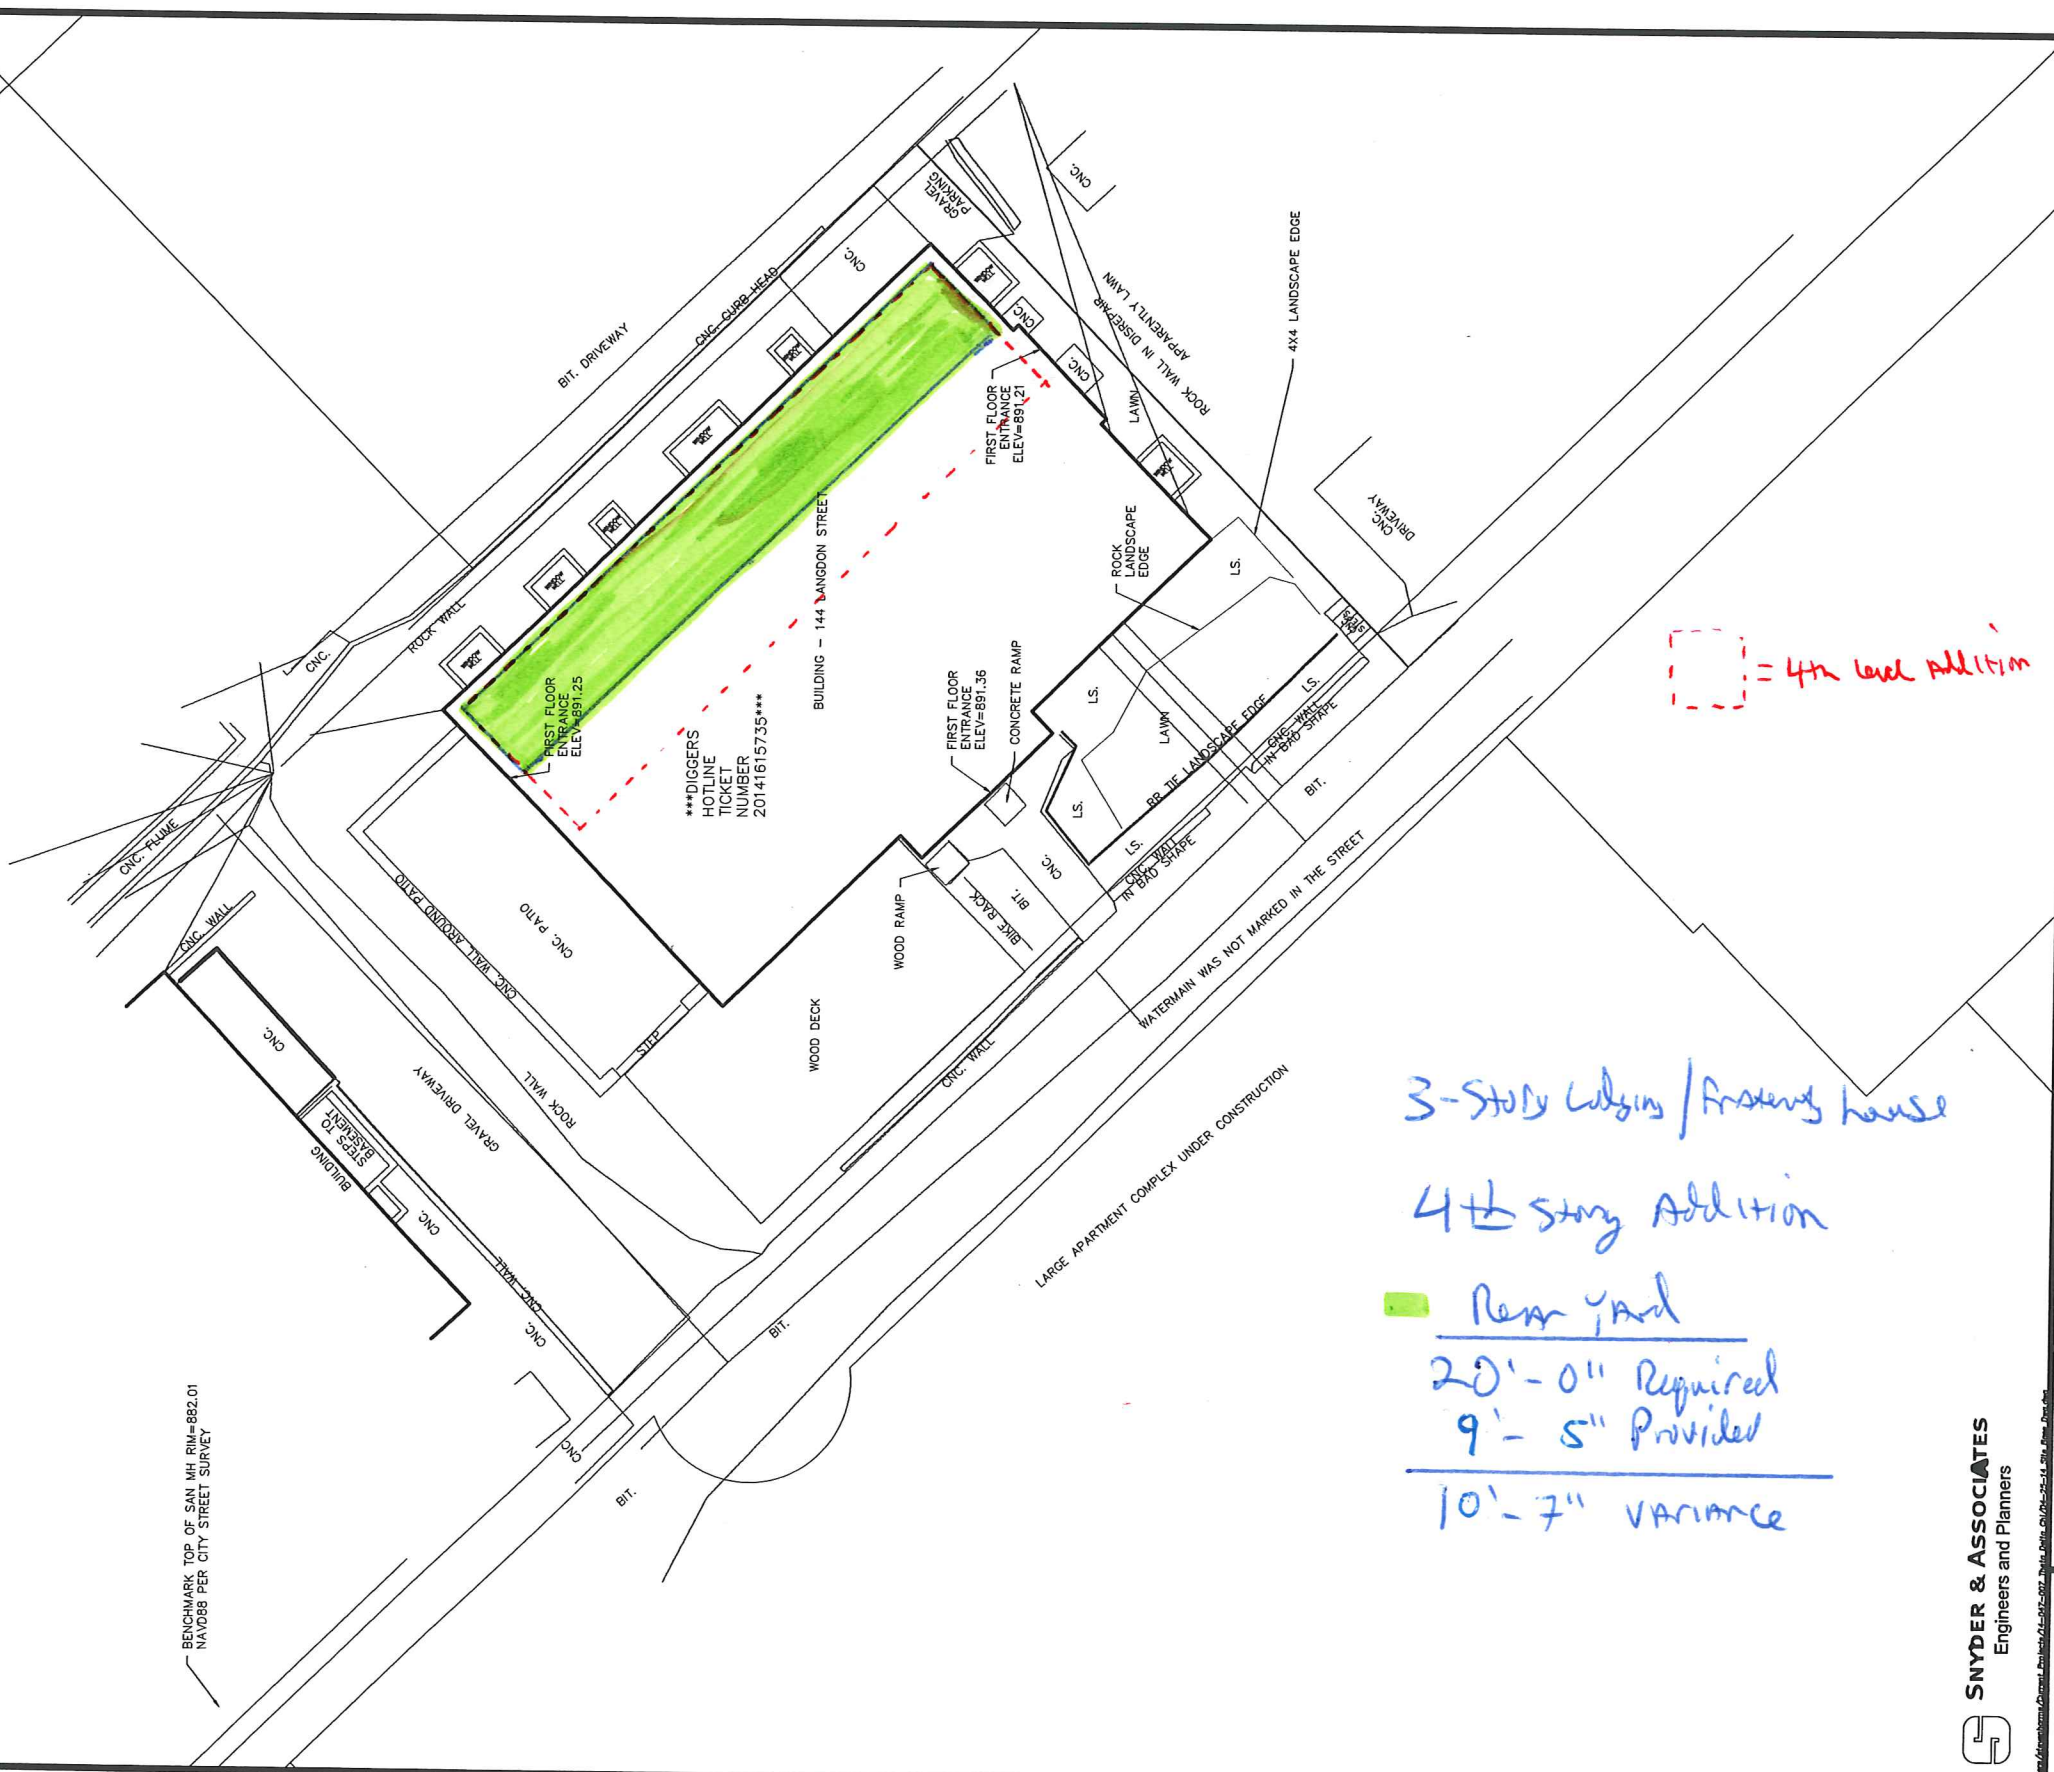 CNC.
GRAVEL
PARKING
CNC.
CNC. CURB HEAD
BIT. DRIVEWAY
CNC.
ROCK WALL IN DISREPAIR
APPARENTLY LAWN
4X4 LANDSCAPE EDGE
CNC.
LAWN
FIRST FLOOR
ENTRANCE
ELEV=891.21
ROCK WALL
CNC.
BUILDING - 144 LANGDON STREET
ROCK
LANDSCAPE
EDGE
LS.
CNC.
DRIVEWAY
CNC.
STEPS
FIRST FLOOR
ENTRANCE
ELEV=891.25
***DIGGERS
HOTLINE
TICKET
NUMBER
20141615735***
FIRST FLOOR
ENTRANCE
ELEV=891.36
CONCRETE RAMP
LS.
LAWN
LS.
RR TIE LANDSCAPE EDGE
CNC. WALL
IN BAD SHAPE
LS.
LS.
CNC. WALL
IN BAD SHAPE
BIT.
= 4th level Addition
CNC. FLUME
CNC. WALL
CNC. WALL AROUND PATIO
CNC. PATIO
WOOD RAMP
BIKE RACK
BIT.
CNC.
WATERMAIN WAS NOT MARKED IN THE STREET
CNC.
STEPS TO
BASEMENT
BUILDING
CNC.
GRAVEL DRIVEWAY
ROCK WALL
STEP
WOOD DECK
CNC. WALL
LARGE APARTMENT COMPLEX UNDER CONSTRUCTION
CNC. WALL
CNC.
BIT.
CNC.
BIT.
BENCHMARK TOP OF SAN MH RIM=882.01
NAVD88 PER CITY STREET SURVEY
3-Story Lodging/Fraternity house
4th Story Addition
Rear yard
20'-0" Required
9'-5" Provided
10'-7" VARIANCE
SNYDER & ASSOCIATES
Engineers and Planners